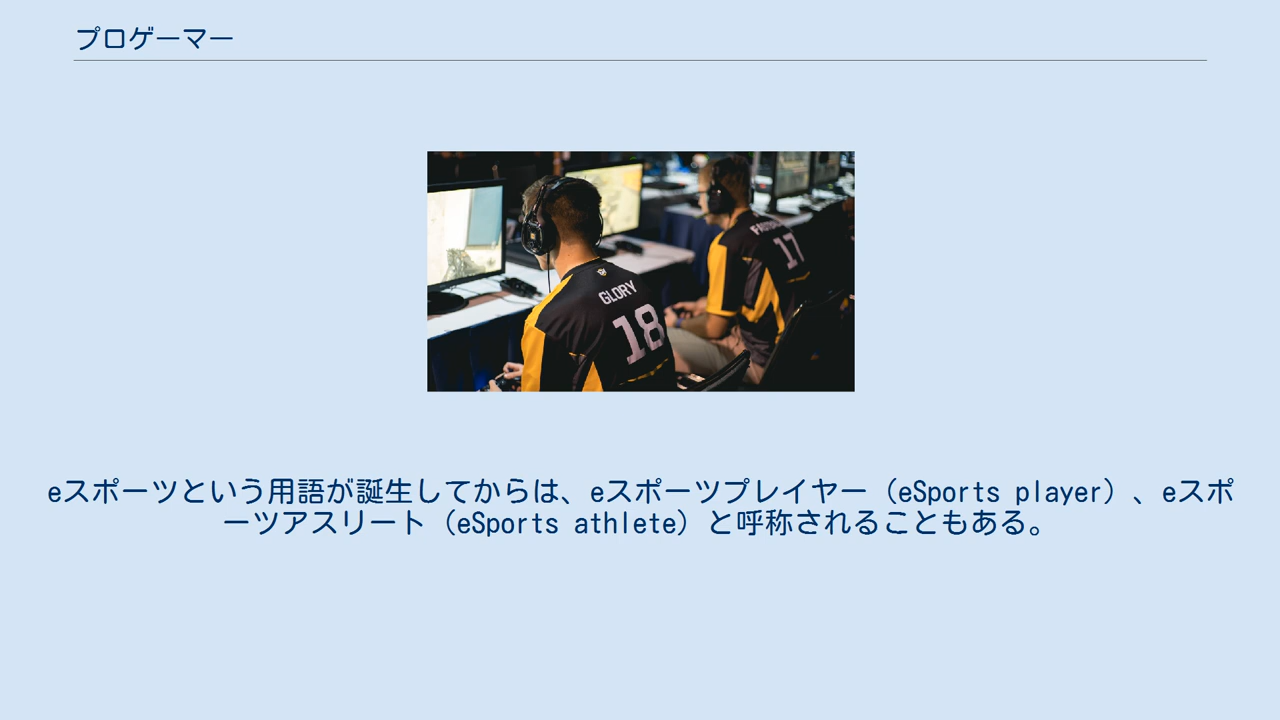 プロゲーマー
GLORY
18
17
eスポーツという用語が誕生してからは、eスポーツプレイヤー（eSports player）、eスポ
ーツアスリート（eSports athlete）と呼称されることもある。